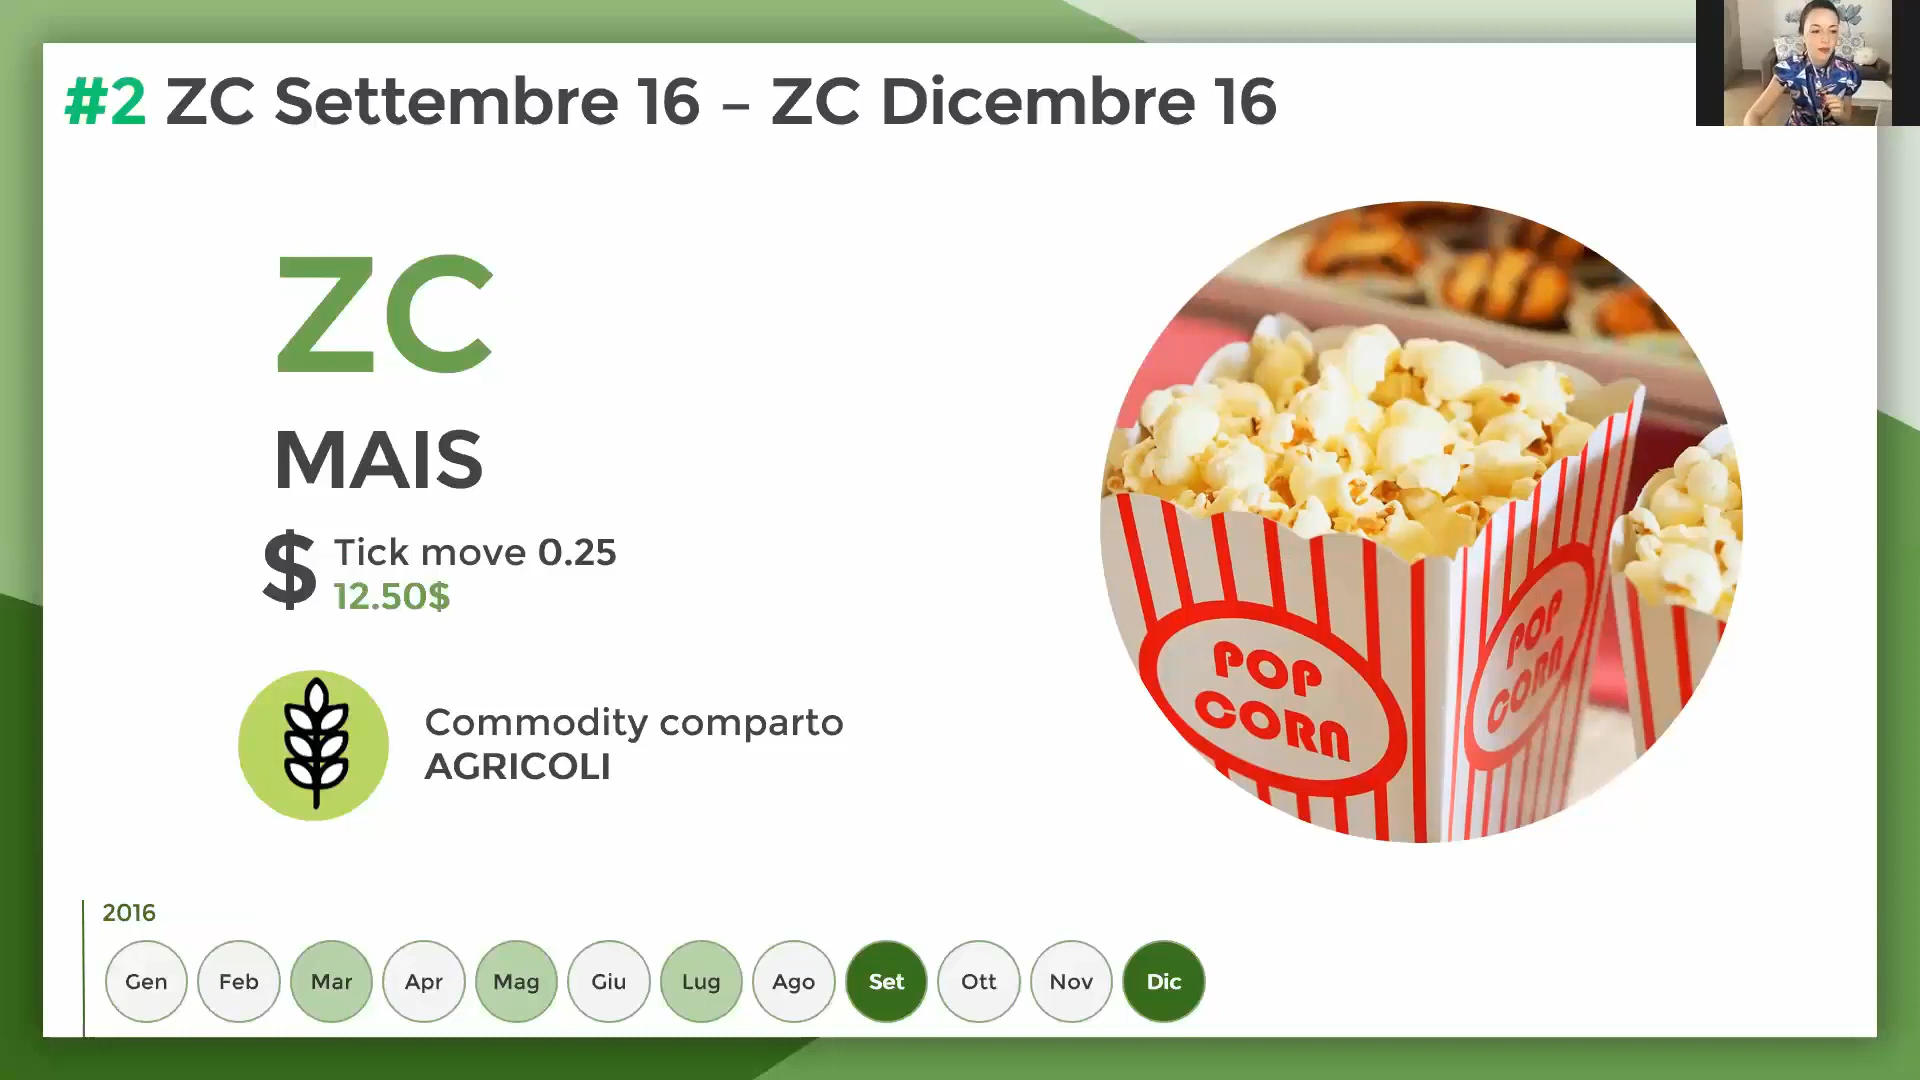 #2 ZC Settembre 16 – ZC Dicembre 16
ZC
MAIS
$ Tick move 0.25
12.50$
Commodity comparto
AGRICOLI
POP
CORN
POP
CORN
2016
Gen Feb Mar Apr Mag Giu Lug Ago Set Ott Nov Dic